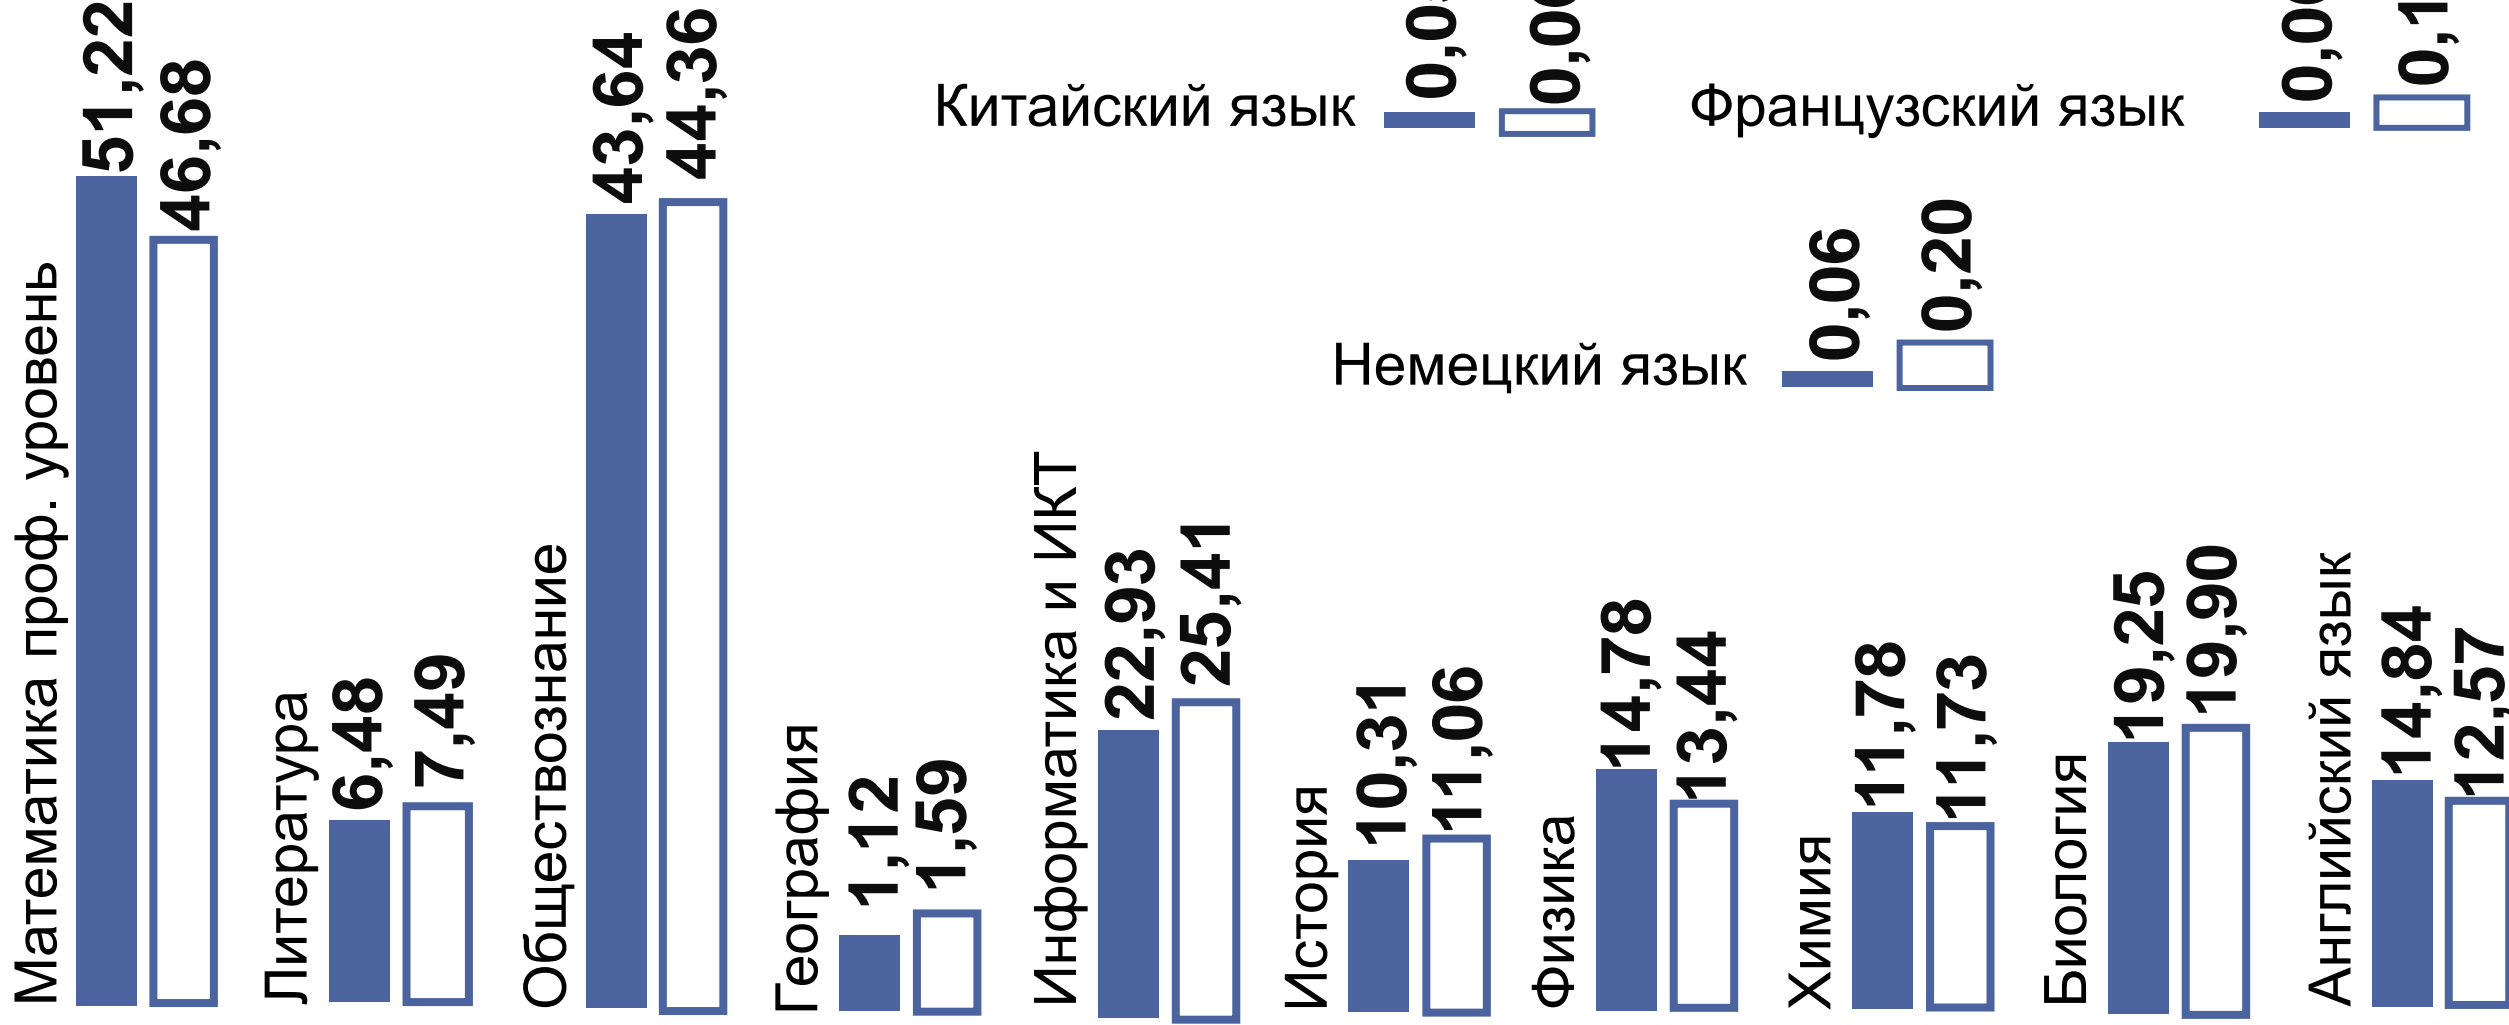 Математика проф. уровень
51,22
46,68
Литература
6,48
7,49
Обществознание
43,64
44,36
География
1,12
1,59
Китайский язык
Французский язык
Немецкий язык
0,06
0,20
Информатика и ИКТ
22,93
25,41
История
10,31
11,06
Физика
14,78
13,44
Химия
11,78
11,73
Биология
19,25
19,90
Английский язык
14,84
12,57